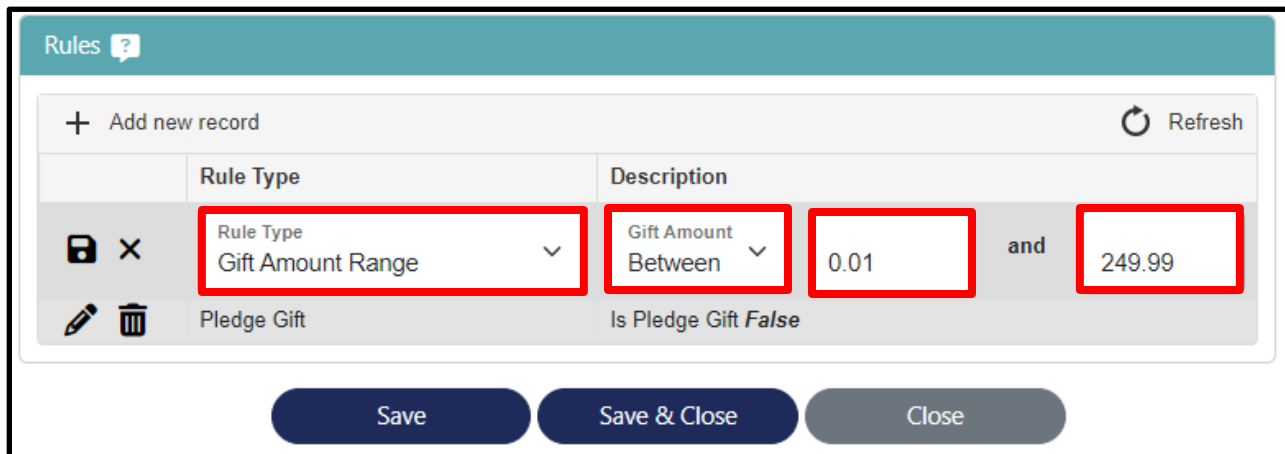 Rules ?
Add new record Refresh
Rule Type Description
Rule Type Gift Amount
Gift Amount Range Between 0.01 and 249.99
Pledge Gift Is Pledge Gift False
Save Save & Close Close